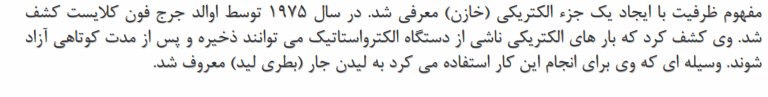 مفهوم ظرفیت با ایجاد یک جزء الکتریکی (خازن) معرفی شد. در سال ۱۹۷۵ توسط اوالد جرج فون کلایست کشف
شد. وی کشف کرد که بار های الکتریکی ناشی از دستگاه الکترواستاتیک می توانند ذخیره و پس از مدت کوتاهی آزاد
شوند. وسیله ای که وی برای انجام این کار استفاده می کرد به لیدن جار (بطری لید) معروف شد.